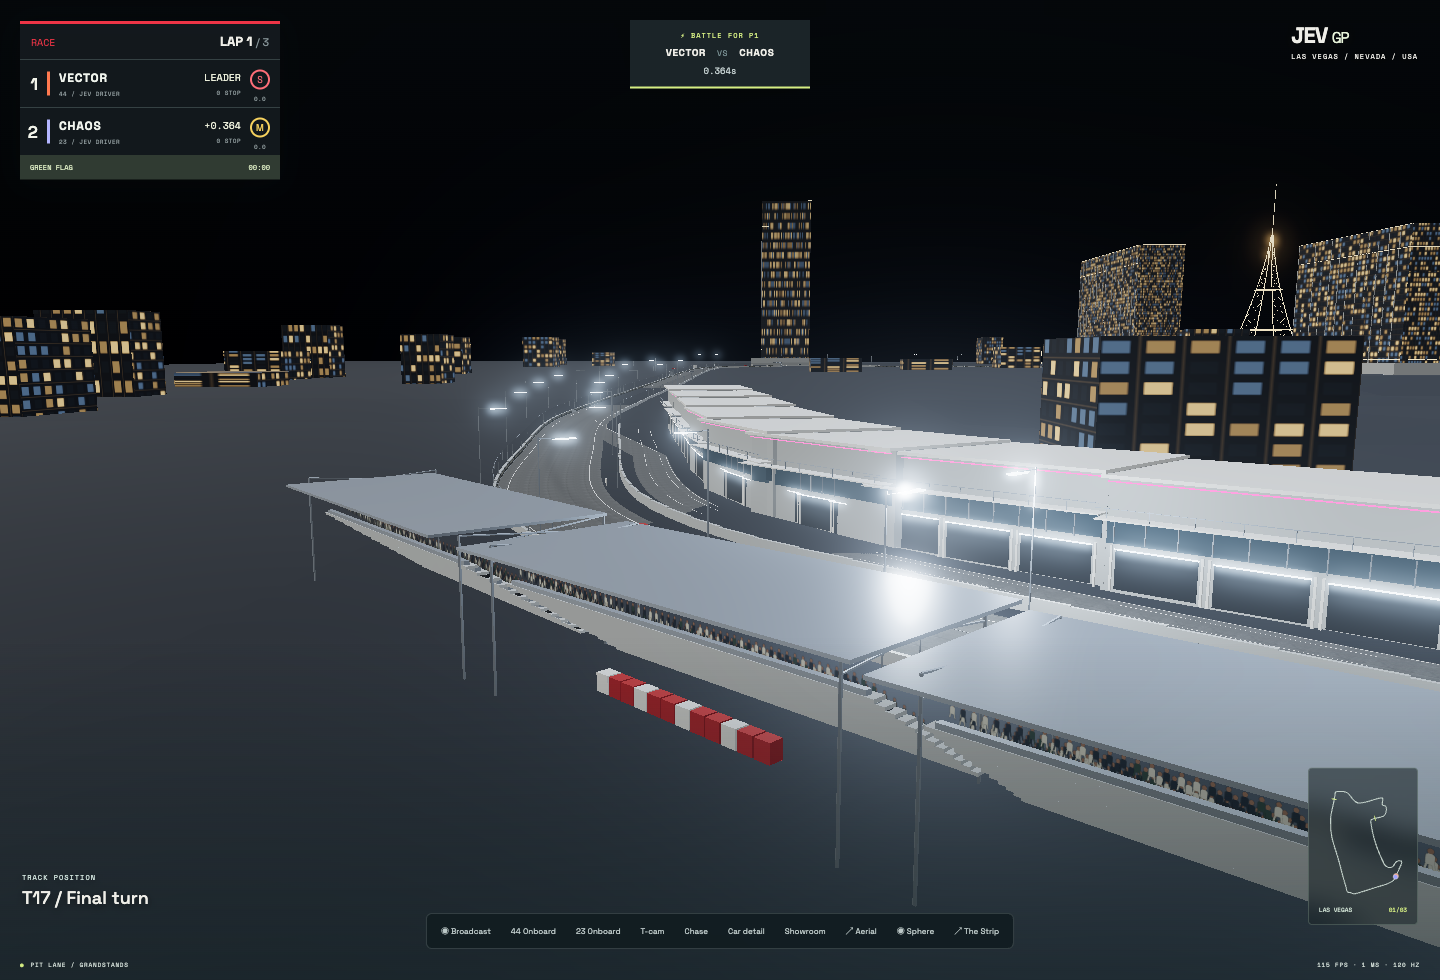 RACE LAP 1 / 3
1 VECTOR LEADER S
44 / JEV DRIVER 0 STOP 0.0
2 CHAOS +0.364 M
23 / JEV DRIVER 0 STOP 0.0
GREEN FLAG 00:00
⚡ BATTLE FOR P1
VECTOR VS CHAOS
0.364s
JEV GP
LAS VEGAS / NEVADA / USA
TRACK POSITION
T17 / Final turn
PIT LANE / GRANDSTANDS
Broadcast 44 Onboard 23 Onboard T-cam Chase Car detail Showroom Aerial Sphere The Strip
LAS VEGAS 01/03
115 FPS · 1 MS · 120 HZ